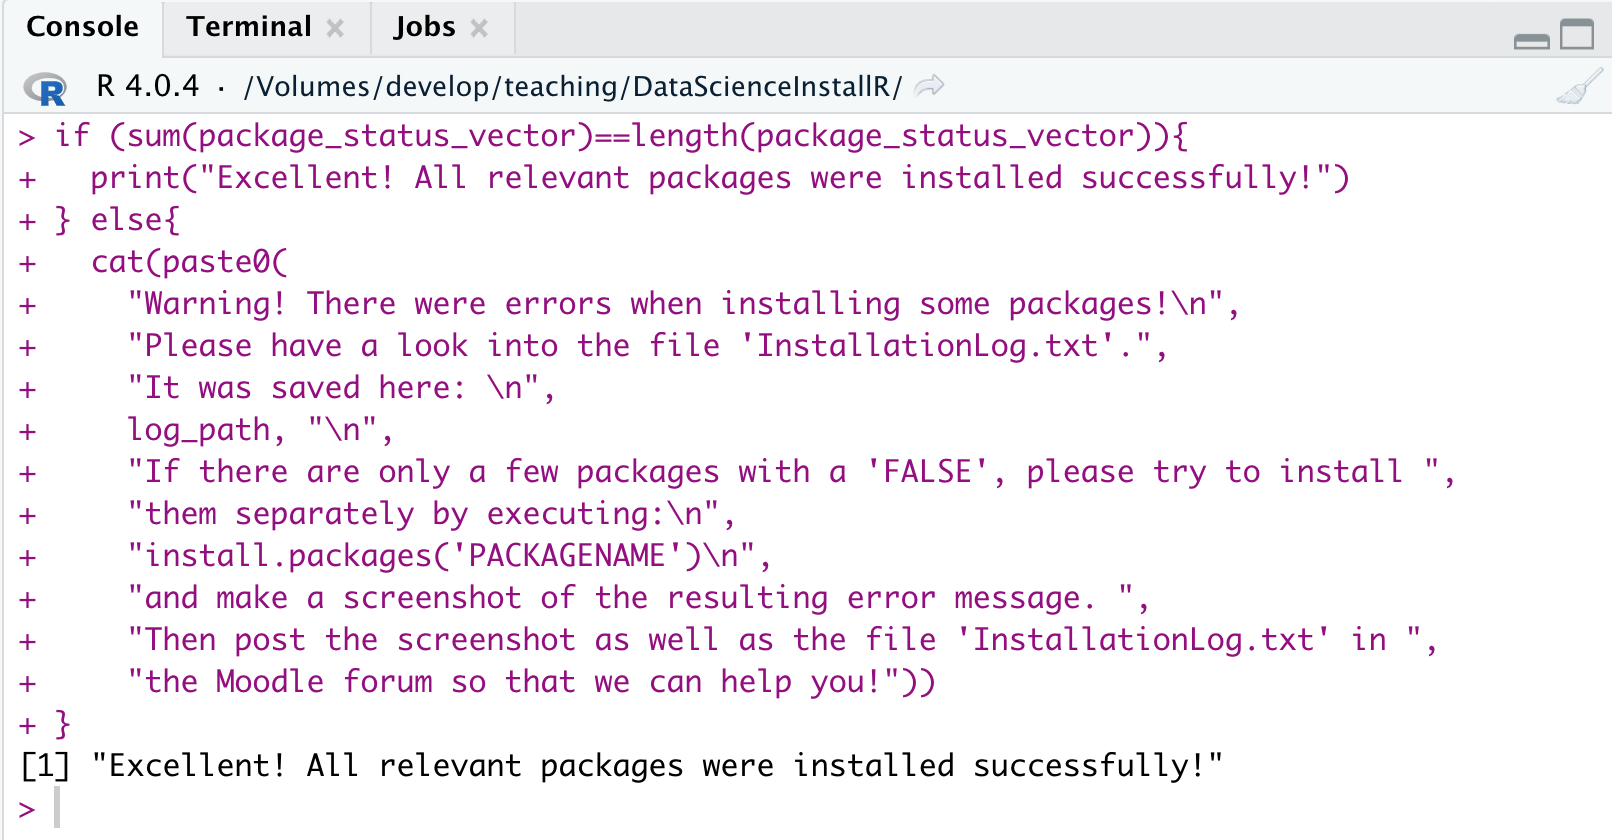 Console Terminal × Jobs ×
R R 4.0.4 · /Volumes/develop/teaching/DataScienceInstallR/
> if (sum(package_status_vector)==length(package_status_vector)){
+   print("Excellent! All relevant packages were installed successfully!")
+ } else{
+   cat(paste0(
+     "Warning! There were errors when installing some packages!\n",
+     "Please have a look into the file 'InstallationLog.txt'.",
+     "It was saved here: \n",
+     log_path, "\n",
+     "If there are only a few packages with a 'FALSE', please try to install ",
+     "them separately by executing:\n",
+     "install.packages('PACKAGENAME')\n",
+     "and make a screenshot of the resulting error message. ",
+     "Then post the screenshot as well as the file 'InstallationLog.txt' in ",
+     "the Moodle forum so that we can help you!"))
+ }
[1] "Excellent! All relevant packages were installed successfully!"
>